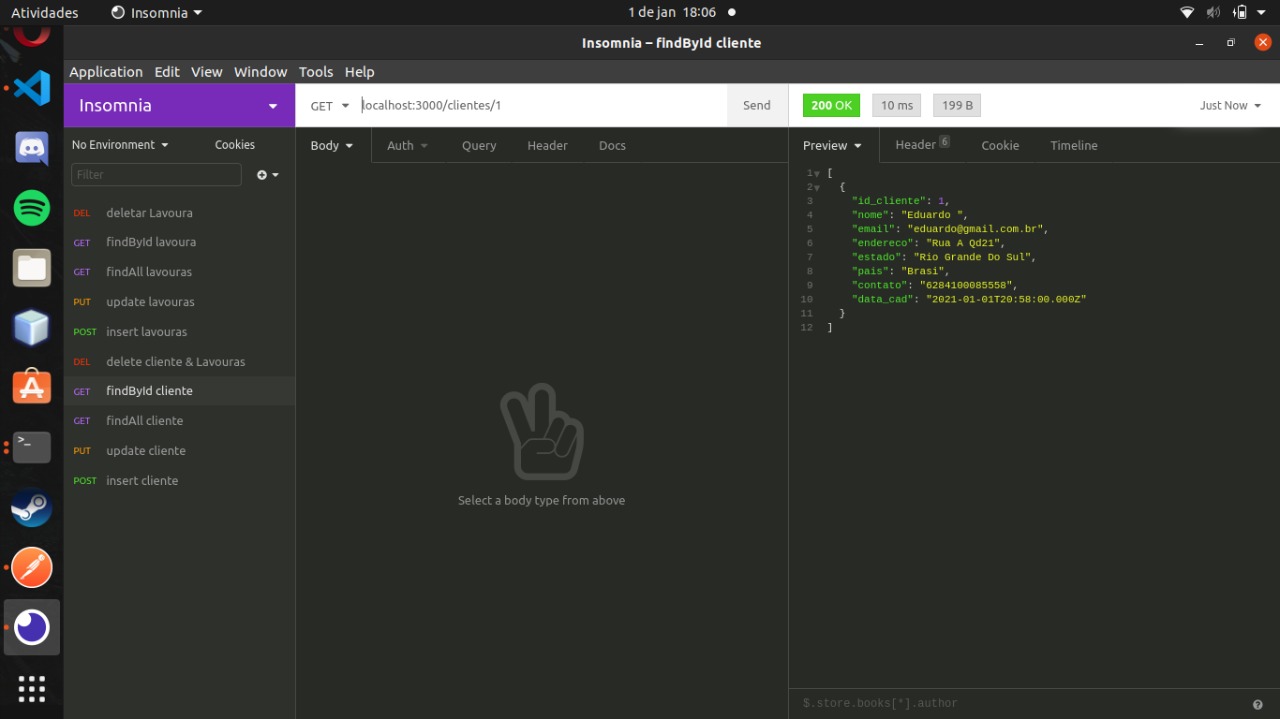 Atividades
Insomnia
1 de jan 18:06
Insomnia – findById cliente
Application Edit View Window Tools Help
Insomnia
GET
localhost:3000/clientes/1
Send
200 OK
10 ms
199 B
Just Now
No Environment
Cookies
Filter
DEL deletar Lavoura
GET findById lavoura
GET findAll lavouras
PUT update lavouras
POST insert lavouras
DEL delete cliente & Lavouras
GET findById cliente
GET findAll cliente
PUT update cliente
POST insert cliente
Body Auth Query Header Docs
Select a body type from above
Preview Header 6 Cookie Timeline
1 [
2 {
3 "id_cliente": 1,
4 "nome": "Eduardo ",
5 "email": "eduardo@gmail.com.br",
6 "endereco": "Rua A Qd21",
7 "estado": "Rio Grande Do Sul",
8 "pais": "Brasi",
9 "contato": "6284100085558",
10 "data_cad": "2021-01-01T20:58:00.000Z"
11 }
12 ]
$.store.books[*].author